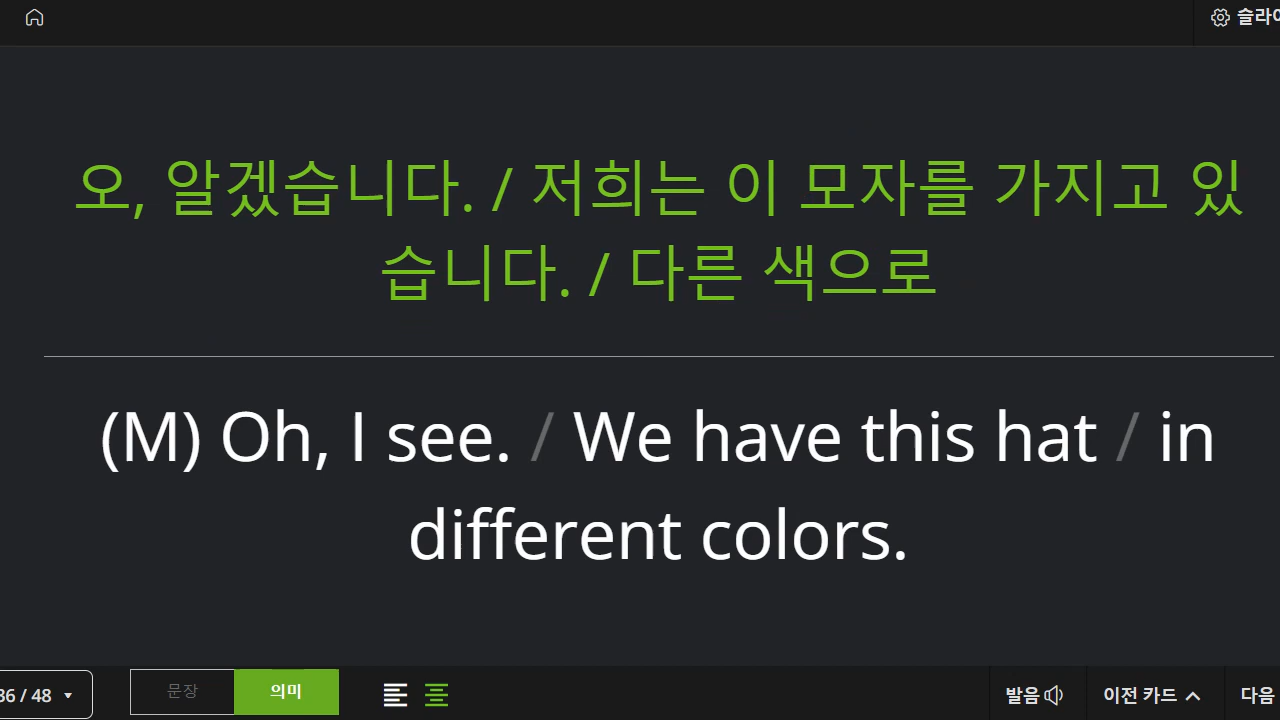 슬라이
오, 알겠습니다. / 저희는 이 모자를 가지고 있
습니다. / 다른 색으로
(M) Oh, I see. / We have this hat / in
different colors.
36 / 48
문장
의미
발음
이전 카드
다음